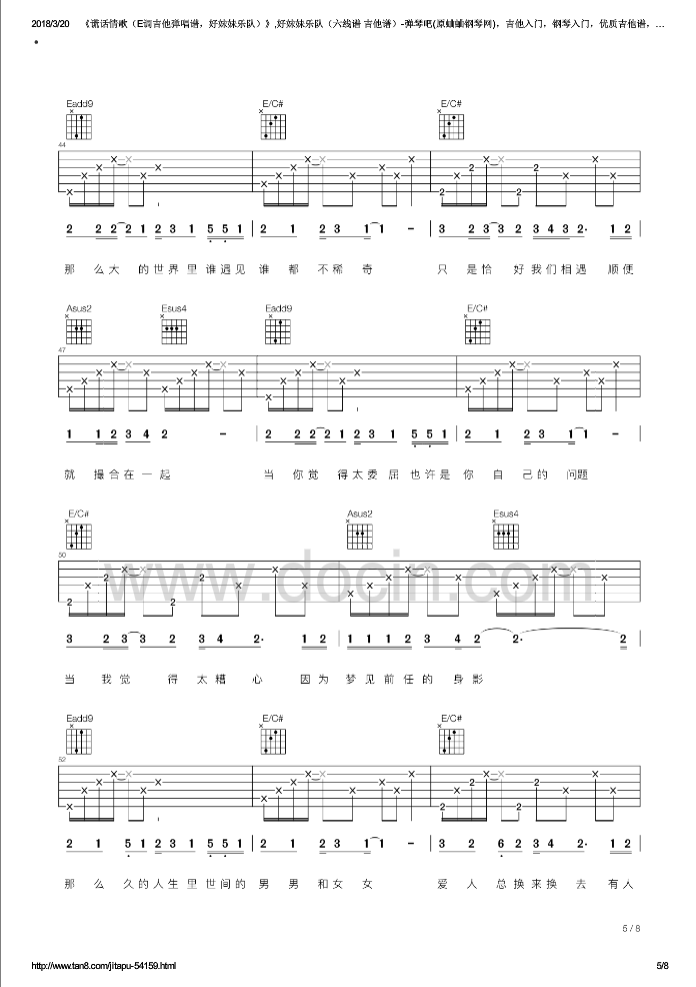 2018/3/20 《谎话情歌（E调吉他弹唱谱，好妹妹乐队）》,好妹妹乐队（六线谱 吉他谱）-弹琴吧(原蛐蛐钢琴网)，吉他入门，钢琴入门，优质吉他谱，…
Eadd9 E/C# E/C#
44
2 2 2 2 1 2 3 1 5 5 1 2 1 2 3 1 1 - 3 2 3 3 2 3 4 3 2· 1 2
那 么 大 的 世 界 里 谁 遇 见 谁 都 不 稀 奇 只 是 恰 好 我 们 相 遇 顺 便
Asus2 Esus4 Eadd9 E/C#
47
1 1 2 3 4 2 - 2 2 2 2 1 2 3 1 5 5 1 2 1 2 3 1 1 -
就 撮 合 在 一 起 当 你 觉 得 太 委 屈 也 许 是 你 自 己 的 问题
E/C# Asus2 Esus4
50
www.docin.com
3 2 3 3 2 3 4 2· 1 2 1 1 1 2 3 4 2 2· 2
当 我 觉 得 太 糟 心 因 为 梦 见 前 任 的 身 影
Eadd9 E/C# E/C#
52
2 1 5 1 2 3 1 5 5 1 2 1 2 3 1 1 - 3 2 6 2 3 4 2· 1 2
那 么 久 的 人 生 里 世 间 的 男 男 和 女 女 爱 人 总 换 来 换 去 有 人
5 / 8
http://www.tan8.com/jitapu-54159.html 5/8